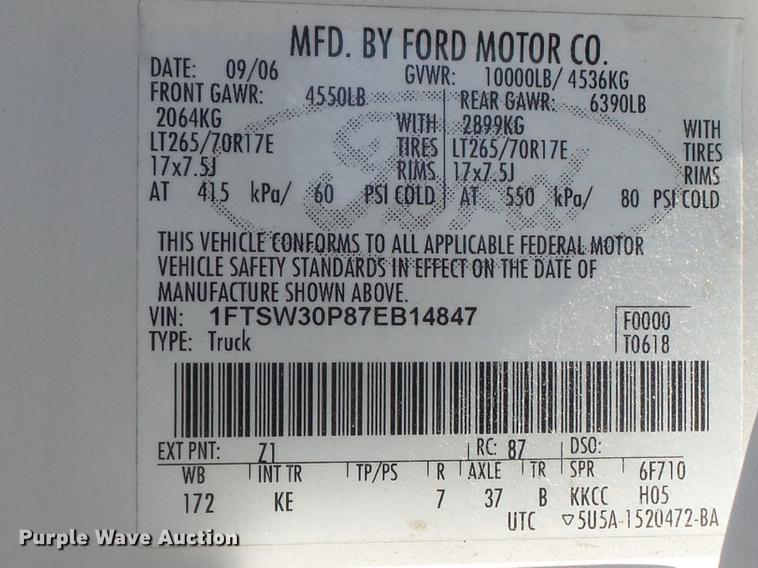 MFD. BY FORD MOTOR CO.
DATE: 09/06 GVWR: 10000LB/ 4536KG
FRONT GAWR: 4550LB REAR GAWR: 6390LB
2064KG WITH 2899KG WITH
LT265/70R17E TIRES LT265/70R17E TIRES
17x7.5J RIMS 17x7.5J RIMS
AT 415 kPa/ 60 PSI COLD AT 550 kPa/ 80 PSI COLD
Ford
THIS VEHICLE CONFORMS TO ALL APPLICABLE FEDERAL MOTOR
VEHICLE SAFETY STANDARDS IN EFFECT ON THE DATE OF
MANUFACTURE SHOWN ABOVE.
VIN: 1FTSW30P87EB14847 F0000
TYPE: Truck T0618
EXT PNT: Z1 RC: 87 DSO:
WB INT TR TP/PS R AXLE TR SPR 6F710
172 KE 7 37 B KKCC H05
UTC ▽5U5A-1520472-BA
Purple Wave Auction